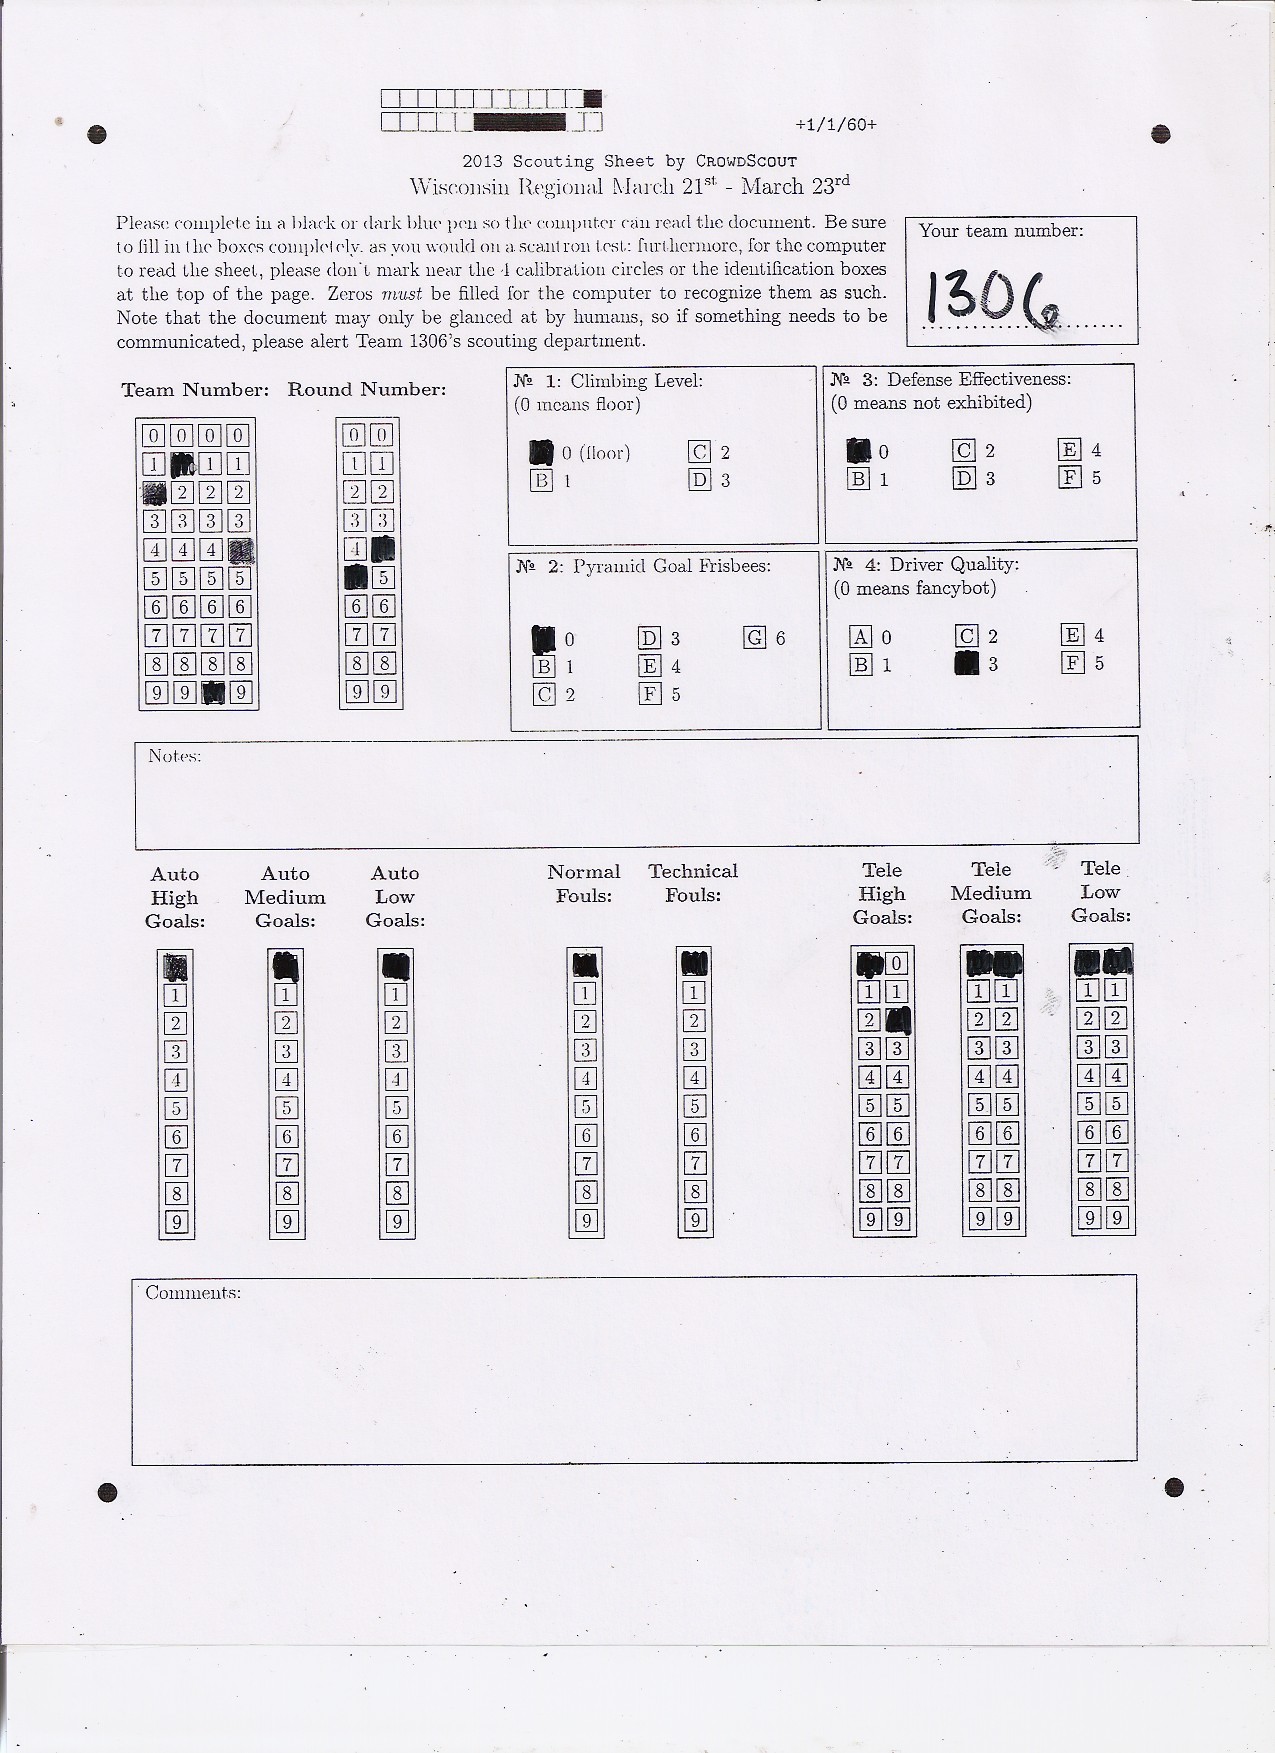 +1/1/60+
2013 Scouting Sheet by CROWDSCOUT
Wisconsin Regional March 21st - March 23rd
Please complete in a black or dark blue pen so the computer can read the document. Be sure
to fill in the boxes completely, as you would on a scantron test; furthermore, for the computer
to read the sheet, please don't mark near the 4 calibration circles or the identification boxes
at the top of the page. Zeros must be filled for the computer to recognize them as such.
Note that the document may only be glanced at by humans, so if something needs to be
communicated, please alert Team 1306's scouting department.
Your team number:
1306
Team Number: Round Number:
0 0 0 0 0 0
1 1 1 1 1
2 2 2 2 2
3 3 3 3 3 3
4 4 4 4
5 5 5 5 5
6 6 6 6 6 6
7 7 7 7 7 7
8 8 8 8 8 8
9 9 9 9 9
№ 1: Climbing Level:
(0 means floor)
0 (floor) C 2
B 1 D 3
№ 3: Defense Effectiveness:
(0 means not exhibited)
0 C 2 E 4
B 1 D 3 F 5
№ 2: Pyramid Goal Frisbees:
0 D 3 G 6
B 1 E 4
C 2 F 5
№ 4: Driver Quality:
(0 means fancybot)
A 0 C 2 E 4
B 1 3 F 5
Notes:
Auto High Goals: Auto Medium Goals: Auto Low Goals: Normal Fouls: Technical Fouls: Tele High Goals: Tele Medium Goals: Tele Low Goals:
0
1 1 1 1 1 1 1 1 1 1 1
2 2 2 2 2 2 2 2 2 2
3 3 3 3 3 3 3 3 3 3 3
4 4 4 4 4 4 4 4 4 4 4
5 5 5 5 5 5 5 5 5 5 5
6 6 6 6 6 6 6 6 6 6 6
7 7 7 7 7 7 7 7 7 7 7
8 8 8 8 8 8 8 8 8 8 8
9 9 9 9 9 9 9 9 9 9 9
Comments: